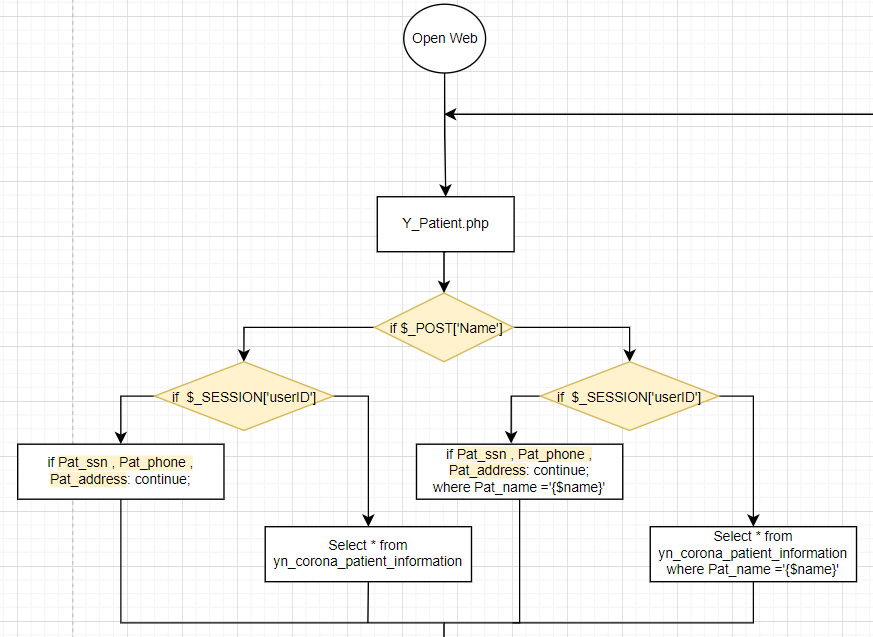 Open Web
Y_Patient.php
if $_POST['Name']
if $_SESSION['userID']
if $_SESSION['userID']
if Pat_ssn , Pat_phone ,
Pat_address: continue;
if Pat_ssn , Pat_phone ,
Pat_address: continue;
where Pat_name ='{$name}'
Select * from
yn_corona_patient_information
Select * from
yn_corona_patient_information
where Pat_name ='{$name}'